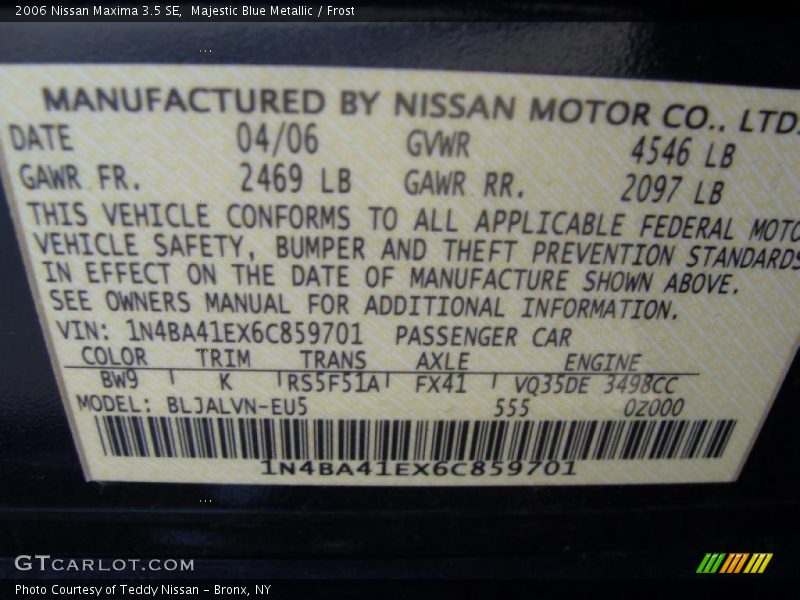 2006 Nissan Maxima 3.5 SE,  Majestic Blue Metallic / Frost
MANUFACTURED BY NISSAN MOTOR CO., LTD.
DATE 04/06 GVWR 4546 LB
GAWR FR. 2469 LB GAWR RR. 2097 LB
THIS VEHICLE CONFORMS TO ALL APPLICABLE FEDERAL MOTO
VEHICLE SAFETY, BUMPER AND THEFT PREVENTION STANDARDS
IN EFFECT ON THE DATE OF MANUFACTURE SHOWN ABOVE.
SEE OWNERS MANUAL FOR ADDITIONAL INFORMATION.
VIN: 1N4BA41EX6C859701 PASSENGER CAR
COLOR TRIM TRANS AXLE ENGINE
BW9 K RS5F51A FX41 VQ35DE 3498CC
MODEL: BLJALVN-EU5 555 0Z000
1N4BA41EX6C859701
GTCARLOT.COM
Photo Courtesy of Teddy Nissan - Bronx, NY